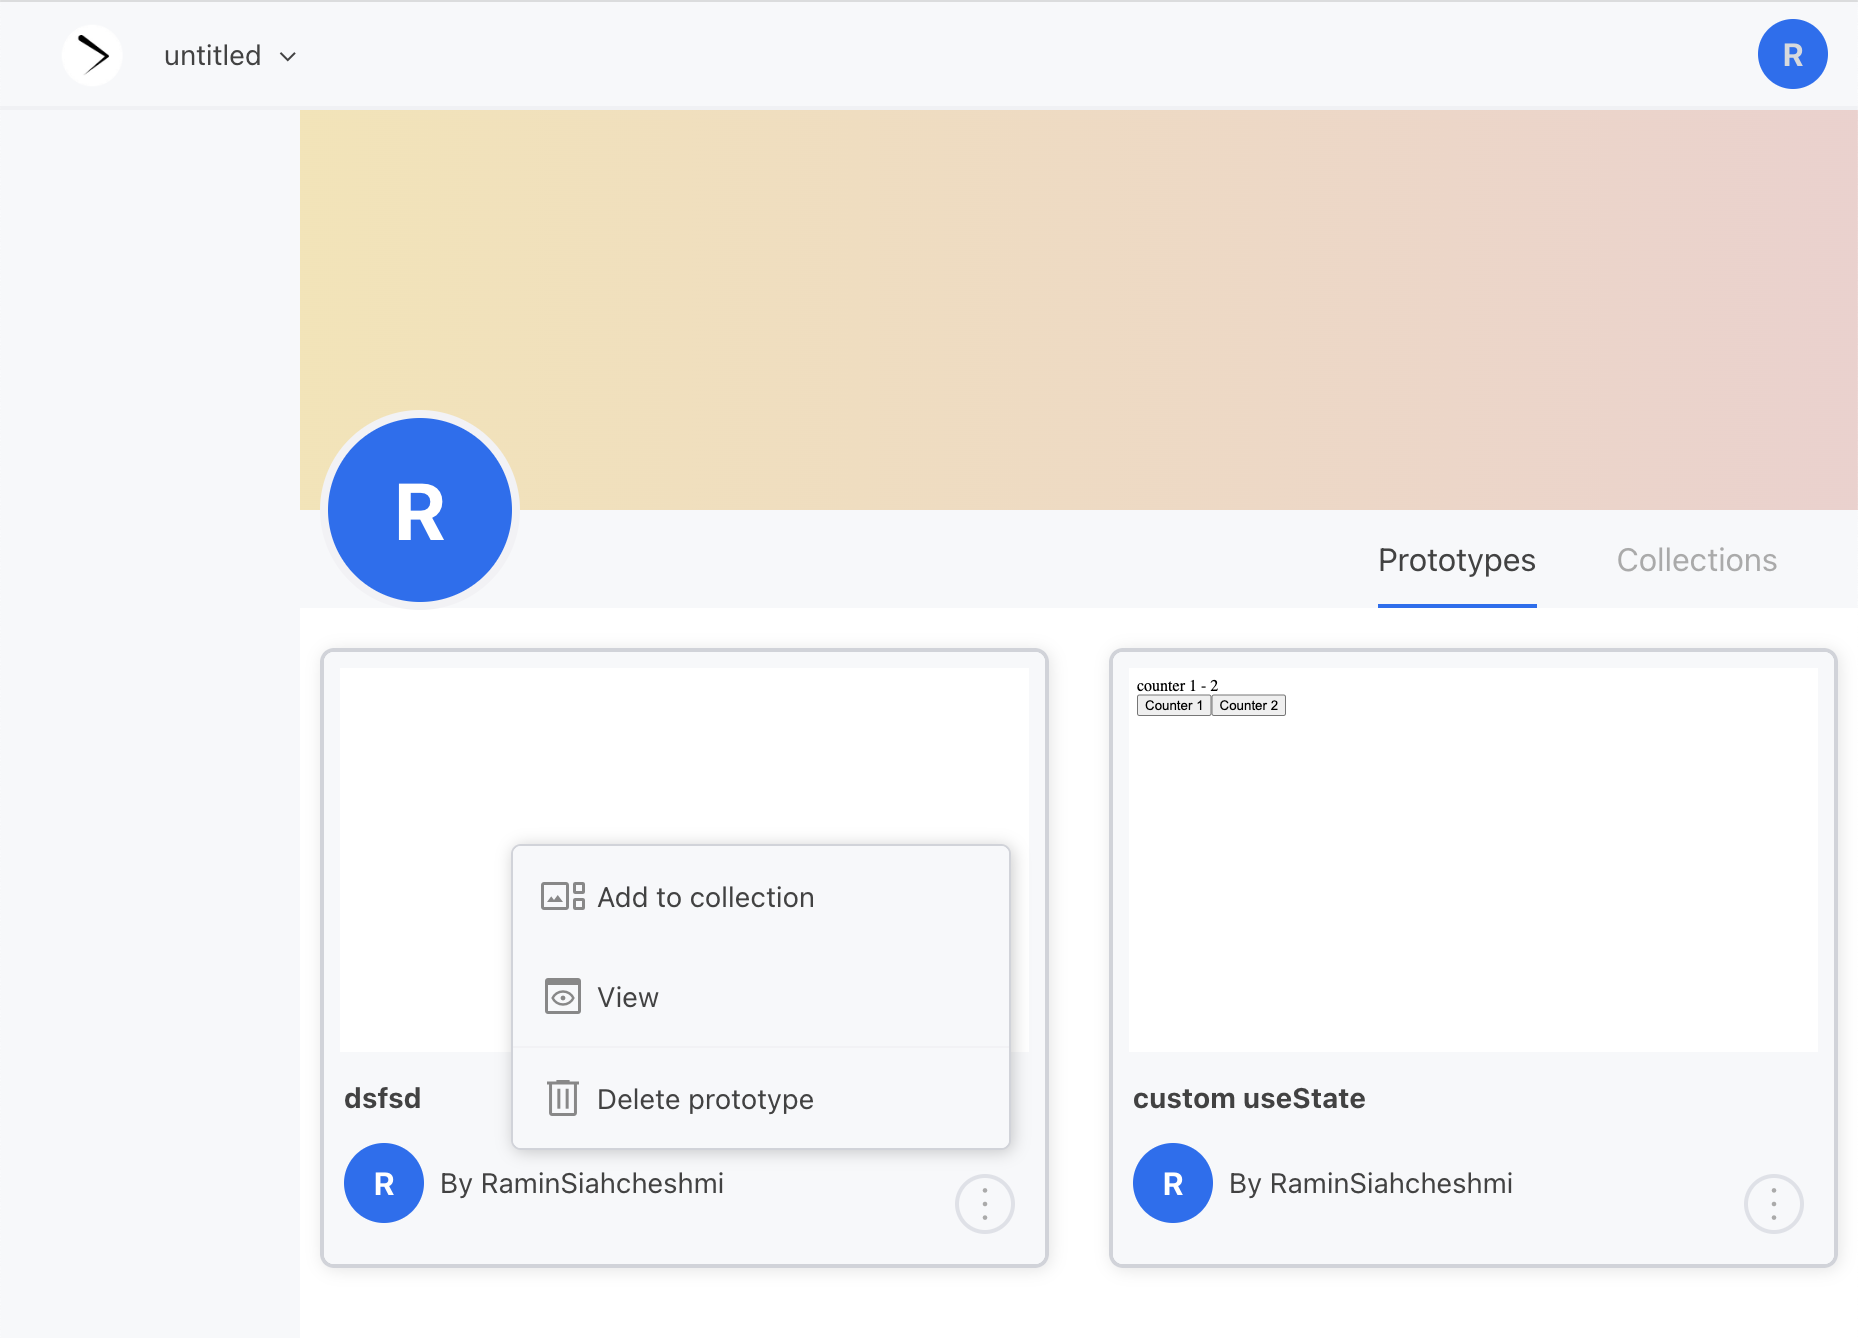 untitled
R
R
Prototypes
Collections
counter 1 - 2
Counter 1
Counter 2
Add to collection
View
Delete prototype
dsfsd
R
By RaminSiahcheshmi
custom useState
R
By RaminSiahcheshmi